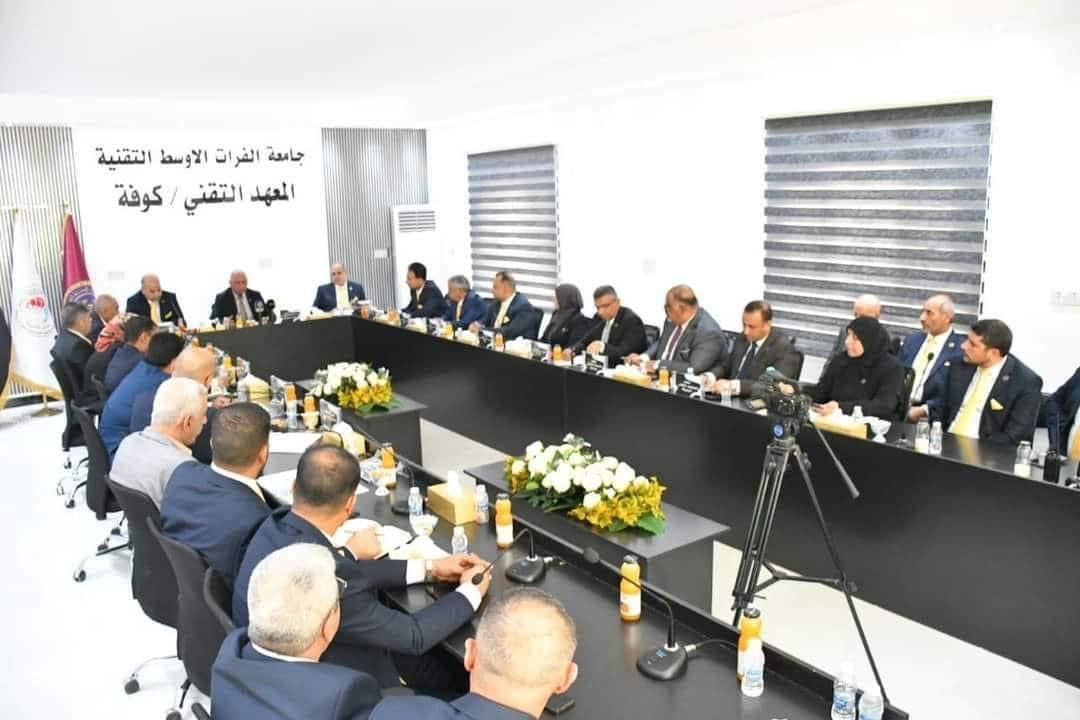 جامعة الفرات الاوسط التقنية
المعهد التقني / كوفة